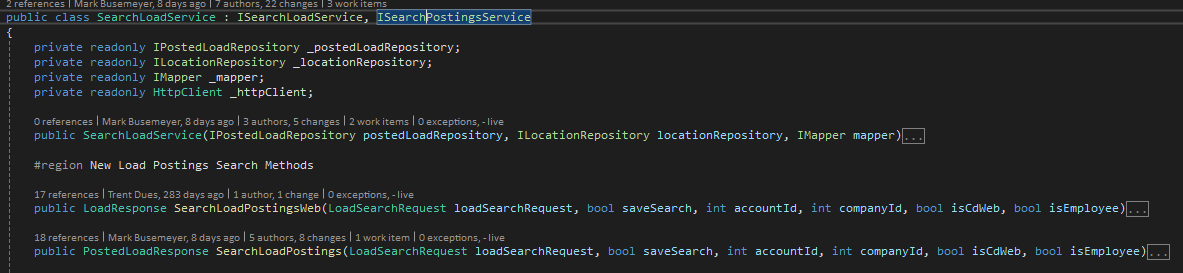 2 references | Mark Busemeyer, 8 days ago | 7 authors, 22 changes | 3 work items
public class SearchLoadService : ISearchLoadService, ISearchPostingsService
{
private readonly IPostedLoadRepository _postedLoadRepository;
private readonly ILocationRepository _locationRepository;
private readonly IMapper _mapper;
private readonly HttpClient _httpClient;
0 references | Mark Busemeyer, 8 days ago | 3 authors, 5 changes | 2 work items | 0 exceptions, - live
public SearchLoadService(IPostedLoadRepository postedLoadRepository, ILocationRepository locationRepository, IMapper mapper)...
#region New Load Postings Search Methods
17 references | Trent Dues, 283 days ago | 1 author, 1 change | 0 exceptions, - live
public LoadResponse SearchLoadPostingsWeb(LoadSearchRequest loadSearchRequest, bool saveSearch, int accountId, int companyId, bool isCdWeb, bool isEmployee)...
18 references | Mark Busemeyer, 8 days ago | 5 authors, 8 changes | 1 work item | 0 exceptions, - live
public PostedLoadResponse SearchLoadPostings(LoadSearchRequest loadSearchRequest, bool saveSearch, int accountId, int companyId, bool isCdWeb, bool isEmployee)...